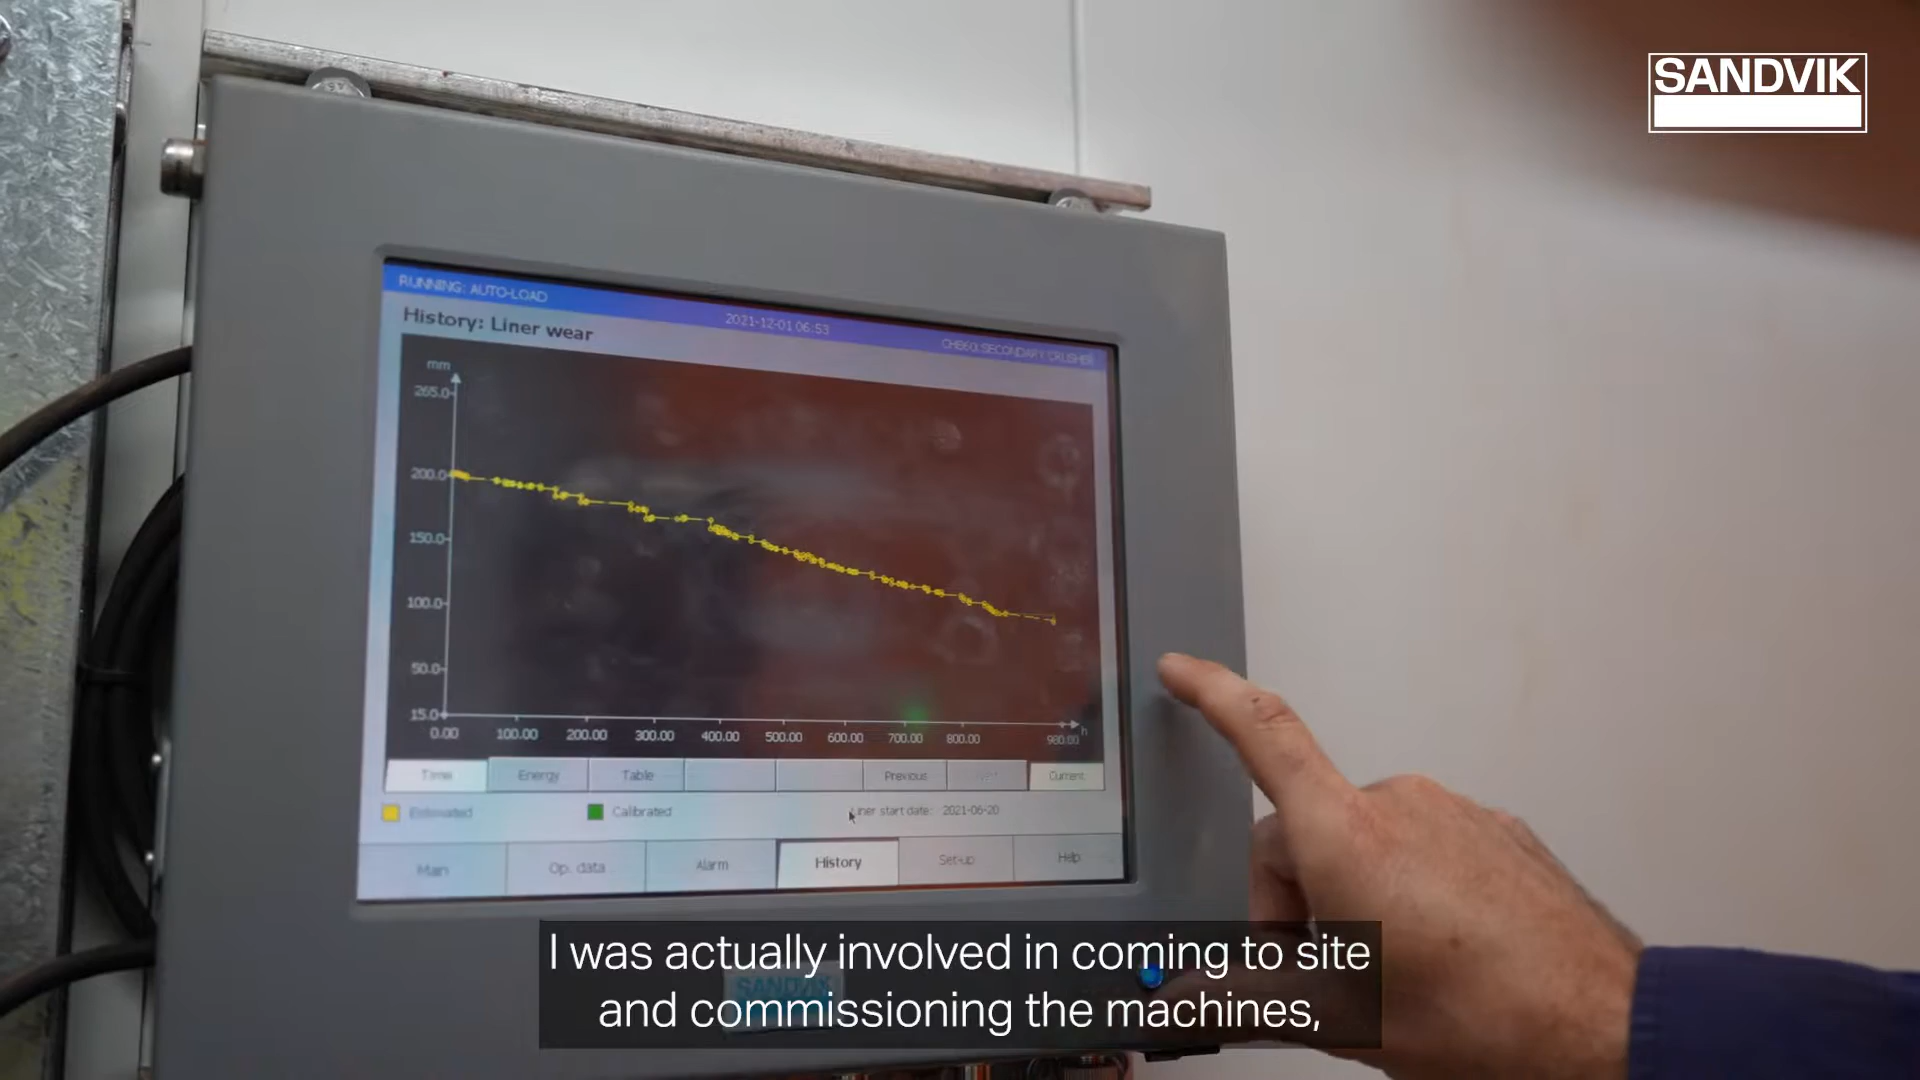 SANDVIK
RUNNING: AUTO-LOAD
2021-12-01 06:53
CH860i SECONDARY CRUSHER
History: Liner wear
mm
265.0
200.0
150.0
100.0
50.0
15.0
0.00 100.00 200.00 300.00 400.00 500.00 600.00 700.00 800.00 980.00 h
Time Energy Table Previous Next Current
Estimated Calibrated Liner start date: 2021-06-20
Main Op. data Alarm History Set-up Help
SANDVIK
I was actually involved in coming to site
and commissioning the machines,